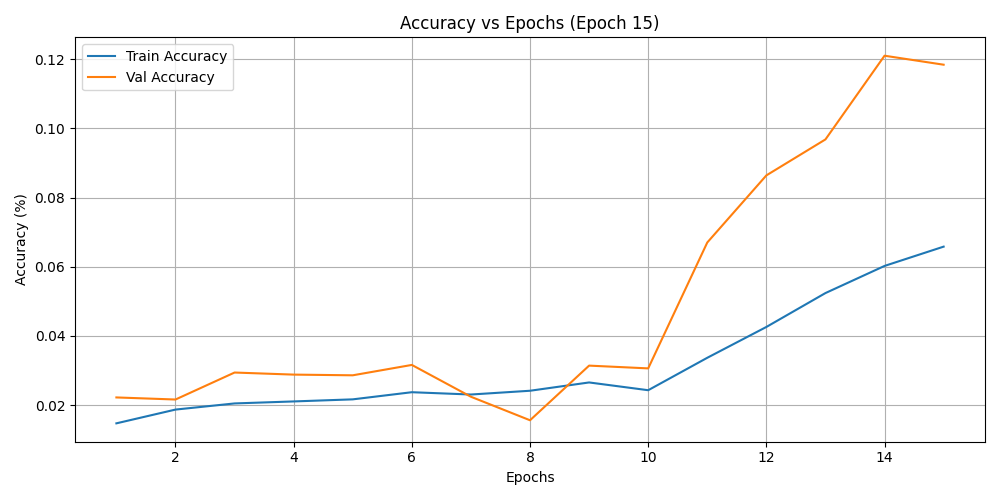 Accuracy vs Epochs (Epoch 15)
Train Accuracy
Val Accuracy
Accuracy (%)
0.12
0.10
0.08
0.06
0.04
0.02
2 4 6 8 10 12 14
Epochs